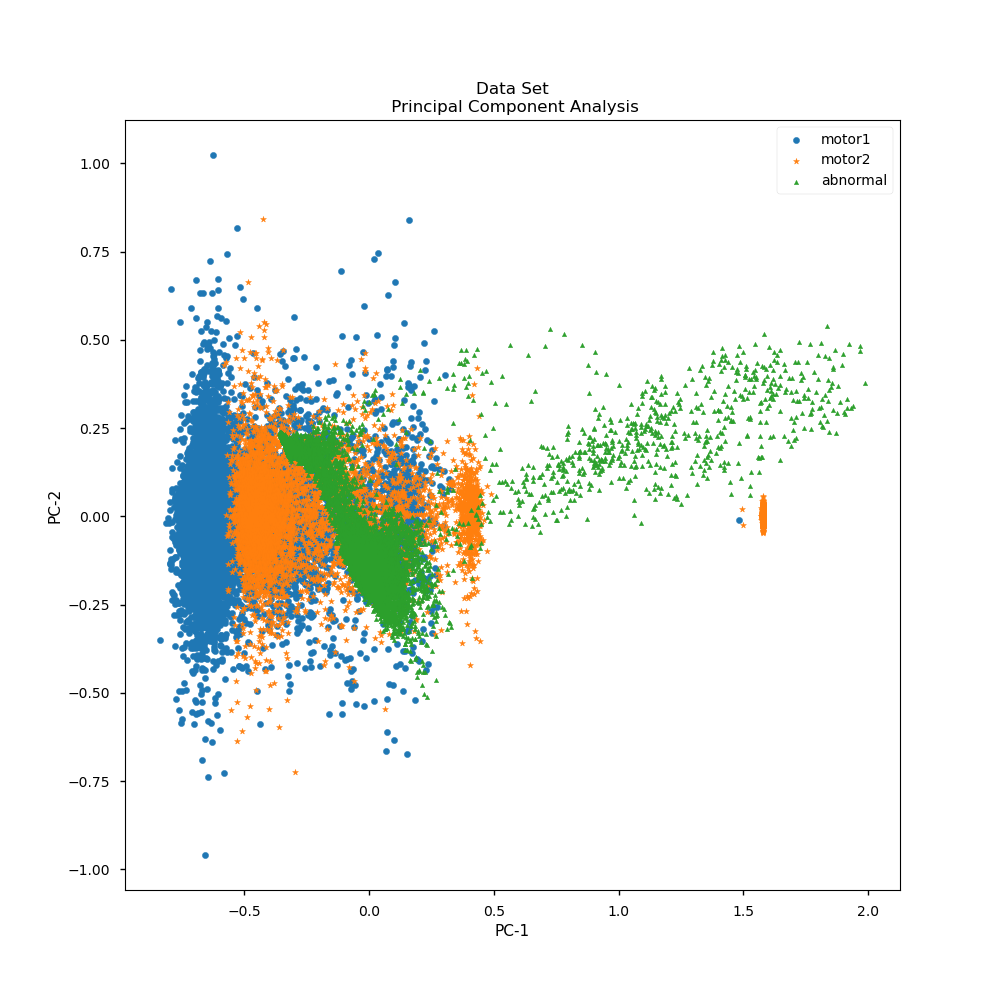 Data Set
Principal Component Analysis
motor1
motor2
abnormal
1.00
0.75
0.50
0.25
0.00
−0.25
−0.50
−0.75
−1.00
PC-2
−0.5 0.0 0.5 1.0 1.5 2.0
PC-1